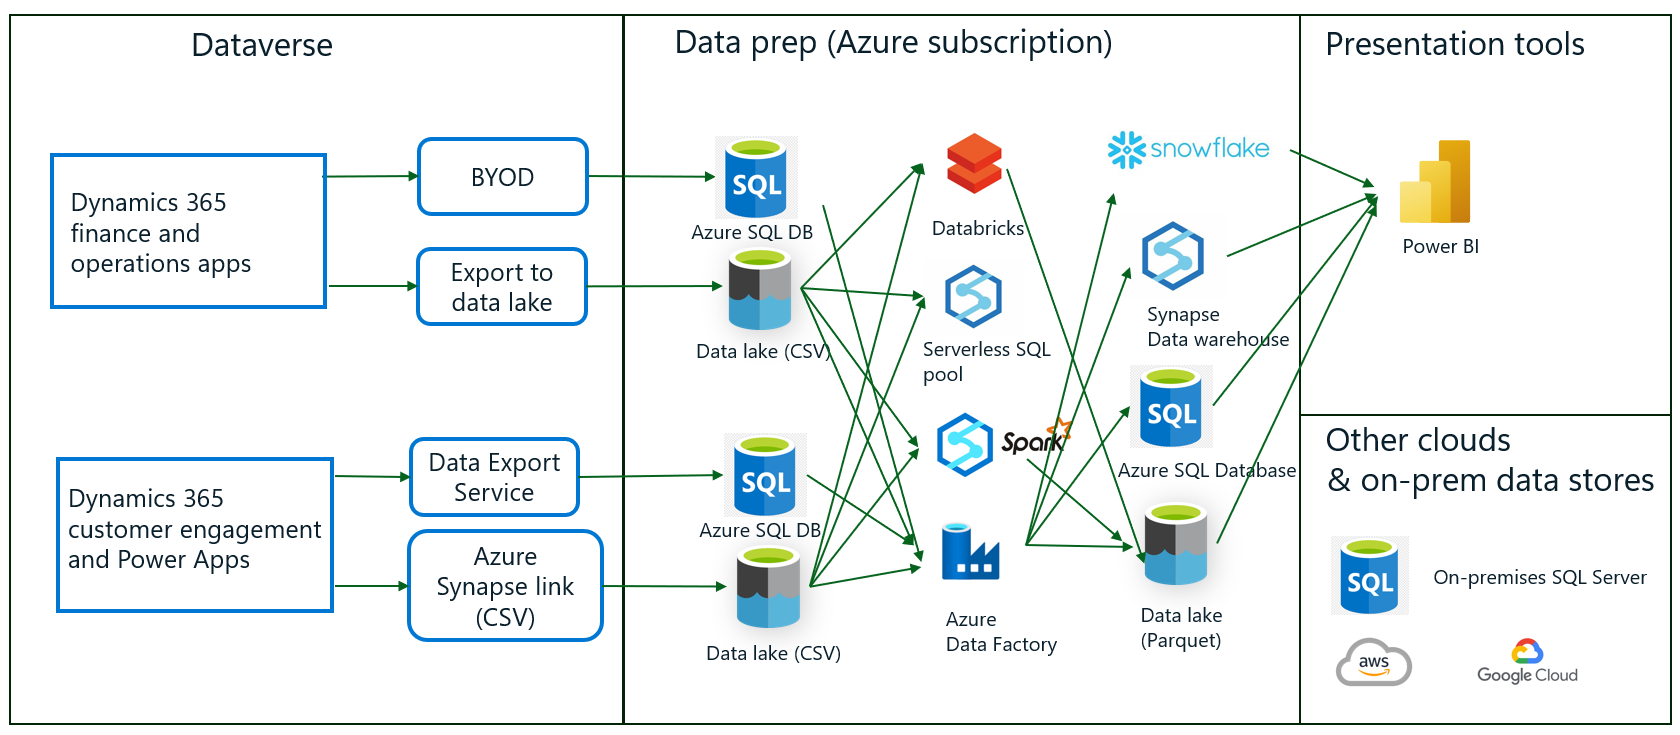 Dataverse
Data prep (Azure subscription)
Presentation tools
Dynamics 365
finance and
operations apps
BYOD
Export to
data lake
Dynamics 365
customer engagement
and Power Apps
Data Export
Service
Azure
Synapse link
(CSV)
SQL
Azure SQL DB
Data lake (CSV)
SQL
Azure SQL DB
Data lake (CSV)
Databricks
Serverless SQL
pool
Spark
Azure
Data Factory
snowflake
Synapse
Data warehouse
SQL
Azure SQL Database
Data lake
(Parquet)
Power BI
Other clouds
& on-prem data stores
SQL
On-premises SQL Server
aws
Google Cloud